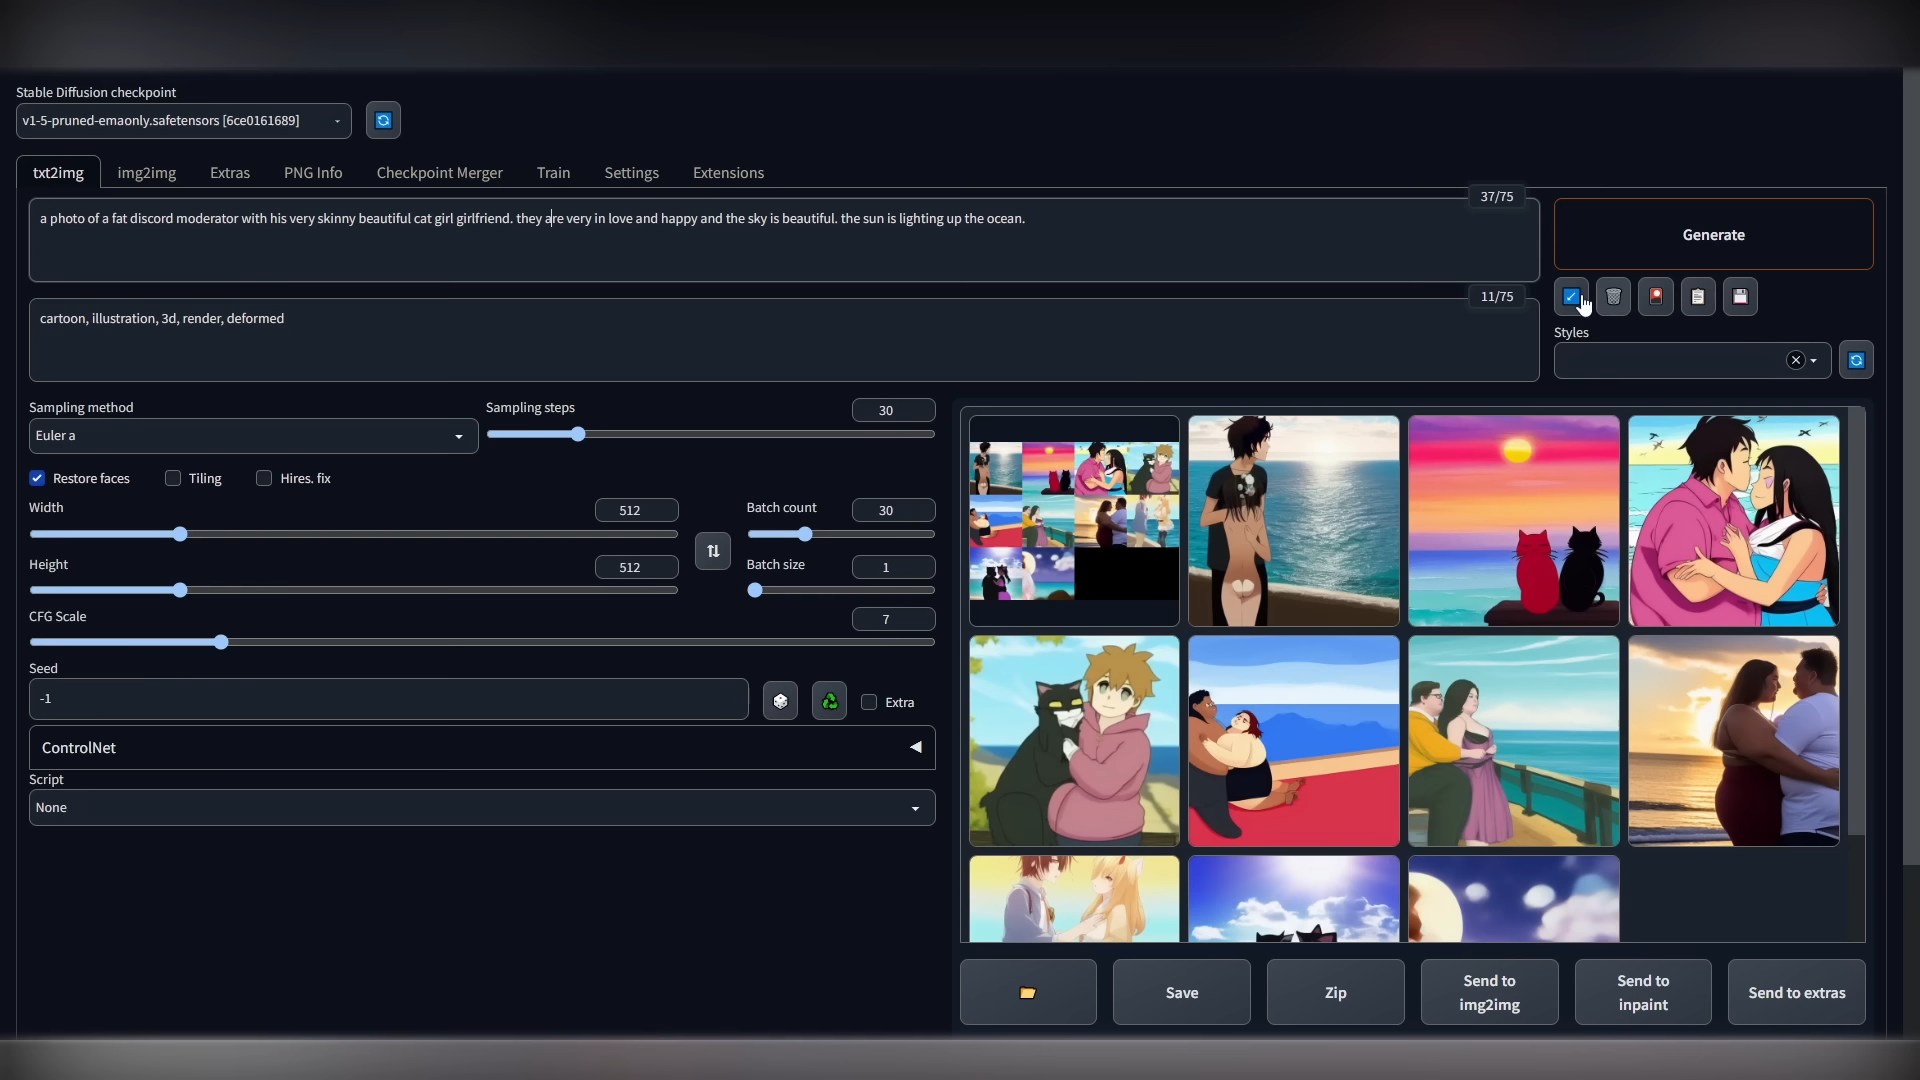 Stable Diffusion checkpoint
v1-5-pruned-emaonly.safetensors [6ce0161689]
txt2img
img2img
Extras
PNG Info
Checkpoint Merger
Train
Settings
Extensions
37/75
a photo of a fat discord moderator with his very skinny beautiful cat girl girlfriend. they are very in love and happy and the sky is beautiful. the sun is lighting up the ocean.
Generate
11/75
cartoon, illustration, 3d, render, deformed
Styles
Sampling method
Euler a
Sampling steps
30
Restore faces
Tiling
Hires. fix
Width
512
Batch count
30
Height
512
Batch size
1
CFG Scale
7
Seed
-1
Extra
ControlNet
Script
None
Save
Zip
Send to
img2img
Send to
inpaint
Send to extras